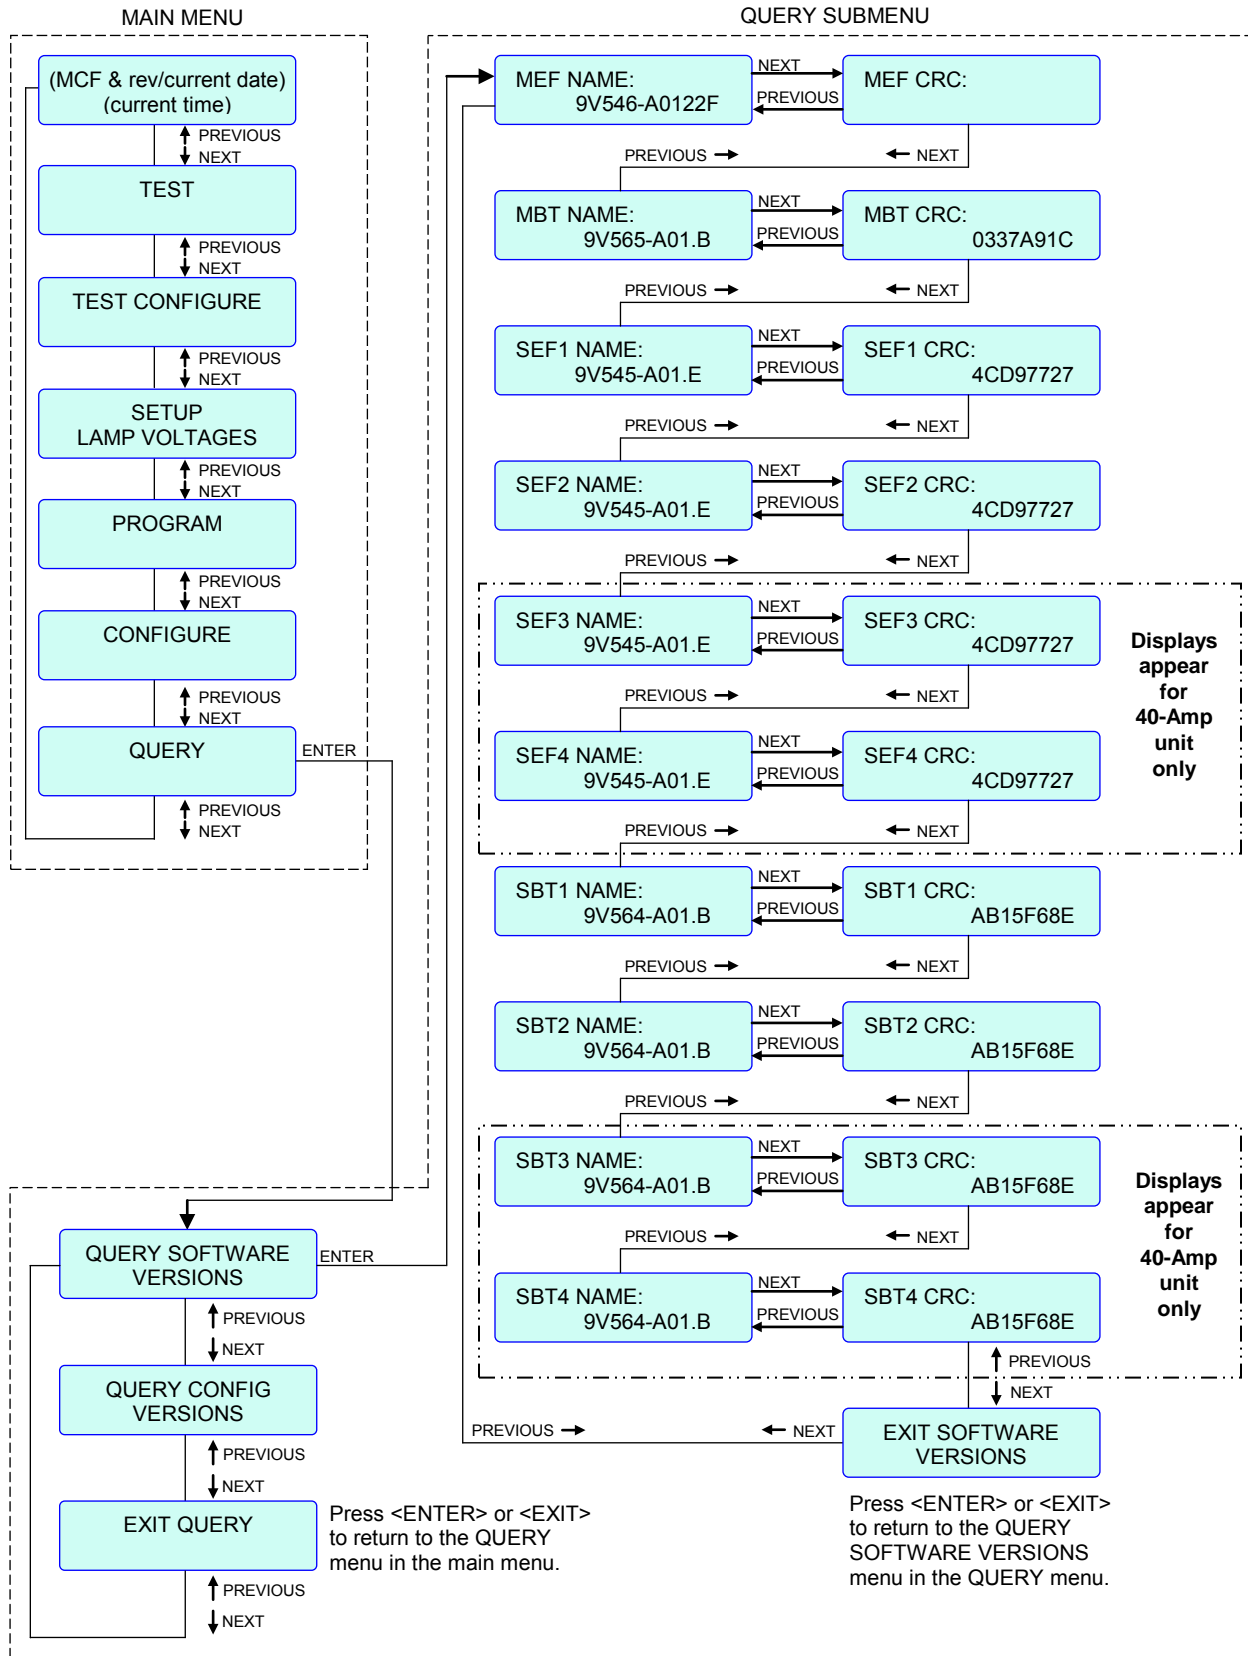 MAIN MENU
(MCF & rev/current date)
(current time)
PREVIOUS
NEXT
TEST
PREVIOUS
NEXT
TEST CONFIGURE
PREVIOUS
NEXT
SETUP
LAMP VOLTAGES
PREVIOUS
NEXT
PROGRAM
PREVIOUS
NEXT
CONFIGURE
PREVIOUS
NEXT
QUERY
ENTER
PREVIOUS
NEXT
QUERY SOFTWARE
VERSIONS
ENTER
PREVIOUS
NEXT
QUERY CONFIG
VERSIONS
PREVIOUS
NEXT
EXIT QUERY
PREVIOUS
NEXT
Press <ENTER> or <EXIT>
to return to the QUERY
menu in the main menu.
QUERY SUBMENU
MEF NAME:
9V546-A0122F
NEXT
PREVIOUS
MEF CRC:
PREVIOUS
NEXT
MBT NAME:
9V565-A01.B
NEXT
PREVIOUS
MBT CRC:
0337A91C
PREVIOUS
NEXT
SEF1 NAME:
9V545-A01.E
NEXT
PREVIOUS
SEF1 CRC:
4CD97727
PREVIOUS
NEXT
SEF2 NAME:
9V545-A01.E
NEXT
PREVIOUS
SEF2 CRC:
4CD97727
PREVIOUS
NEXT
SEF3 NAME:
9V545-A01.E
NEXT
PREVIOUS
SEF3 CRC:
4CD97727
PREVIOUS
NEXT
SEF4 NAME:
9V545-A01.E
NEXT
PREVIOUS
SEF4 CRC:
4CD97727
Displays
appear
for
40-Amp
unit
only
PREVIOUS
NEXT
SBT1 NAME:
9V564-A01.B
NEXT
PREVIOUS
SBT1 CRC:
AB15F68E
PREVIOUS
NEXT
SBT2 NAME:
9V564-A01.B
NEXT
PREVIOUS
SBT2 CRC:
AB15F68E
PREVIOUS
NEXT
SBT3 NAME:
9V564-A01.B
NEXT
PREVIOUS
SBT3 CRC:
AB15F68E
PREVIOUS
NEXT
SBT4 NAME:
9V564-A01.B
NEXT
PREVIOUS
SBT4 CRC:
AB15F68E
Displays
appear
for
40-Amp
unit
only
PREVIOUS
NEXT
PREVIOUS
NEXT
EXIT SOFTWARE
VERSIONS
Press <ENTER> or <EXIT>
to return to the QUERY
SOFTWARE VERSIONS
menu in the QUERY menu.